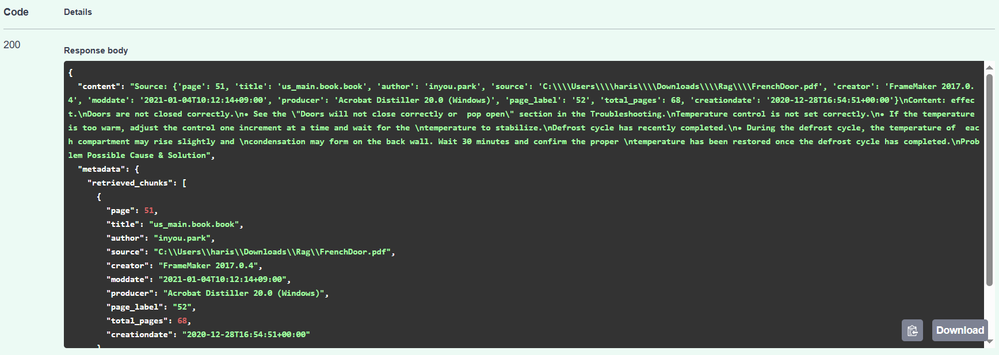 Code Details
200
Response body
{
"content": "Source: {'page': 51, 'title': 'us_main.book.book', 'author': 'inyou.park', 'source': 'C:\\\\Users\\\\haris\\\\Downloads\\\\Rag\\\\FrenchDoor.pdf', 'creator': 'FrameMaker 2017.0.
4', 'moddate': '2021-01-04T10:12:14+09:00', 'producer': 'Acrobat Distiller 20.0 (Windows)', 'page_label': '52', 'total_pages': 68, 'creationdate': '2020-12-28T16:54:51+00:00'}\nContent: effec
t.\nDoors are not closed correctly.\n• See the \"Doors will not close correctly or  pop open\" section in the Troubleshooting.\nTemperature control is not set correctly.\n• If the temperature
is too warm, adjust the control one increment at a time and wait for the \ntemperature to stabilize.\nDefrost cycle has recently completed.\n• During the defrost cycle, the temperature of  eac
h compartment may rise slightly and \ncondensation may form on the back wall. Wait 30 minutes and confirm the proper \ntemperature has been restored once the defrost cycle has completed.\nProb
lem Possible Cause & Solution",
"metadata": {
"retrieved_chunks": [
{
"page": 51,
"title": "us_main.book.book",
"author": "inyou.park",
"source": "C:\\Users\\haris\\Downloads\\Rag\\FrenchDoor.pdf",
"creator": "FrameMaker 2017.0.4",
"moddate": "2021-01-04T10:12:14+09:00",
"producer": "Acrobat Distiller 20.0 (Windows)",
"page_label": "52",
"total_pages": 68,
"creationdate": "2020-12-28T16:54:51+00:00"
}
Download